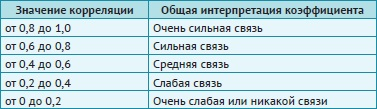 Значение корреляции Общая интерпретация коэффициента
от 0,8 до 1,0 Очень сильная связь
от 0,6 до 0,8 Сильная связь
от 0,4 до 0,6 Средняя связь
от 0,2 до 0,4 Слабая связь
от 0 до 0,2 Очень слабая или никакой связи